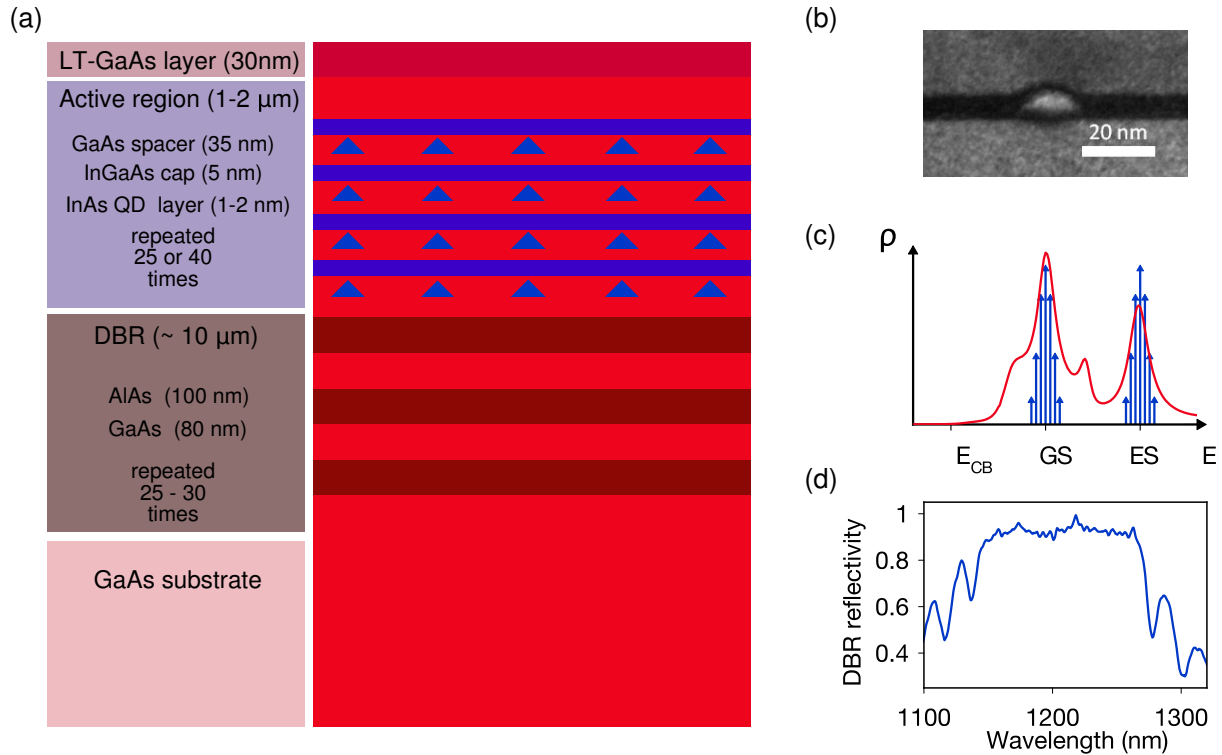 (a)
LT-GaAs layer (30nm)
Active region (1-2 µm)
GaAs spacer (35 nm)
InGaAs cap (5 nm)
InAs QD layer (1-2 nm)
repeated
25 or 40
times
DBR (~ 10 µm)
AlAs (100 nm)
GaAs (80 nm)
repeated
25 - 30
times
GaAs substrate
(b)
20 nm
(c)
ρ
E_CB GS ES E
(d)
DBR reflectivity
1
0.8
0.6
0.4
1100 1200 1300
Wavelength (nm)